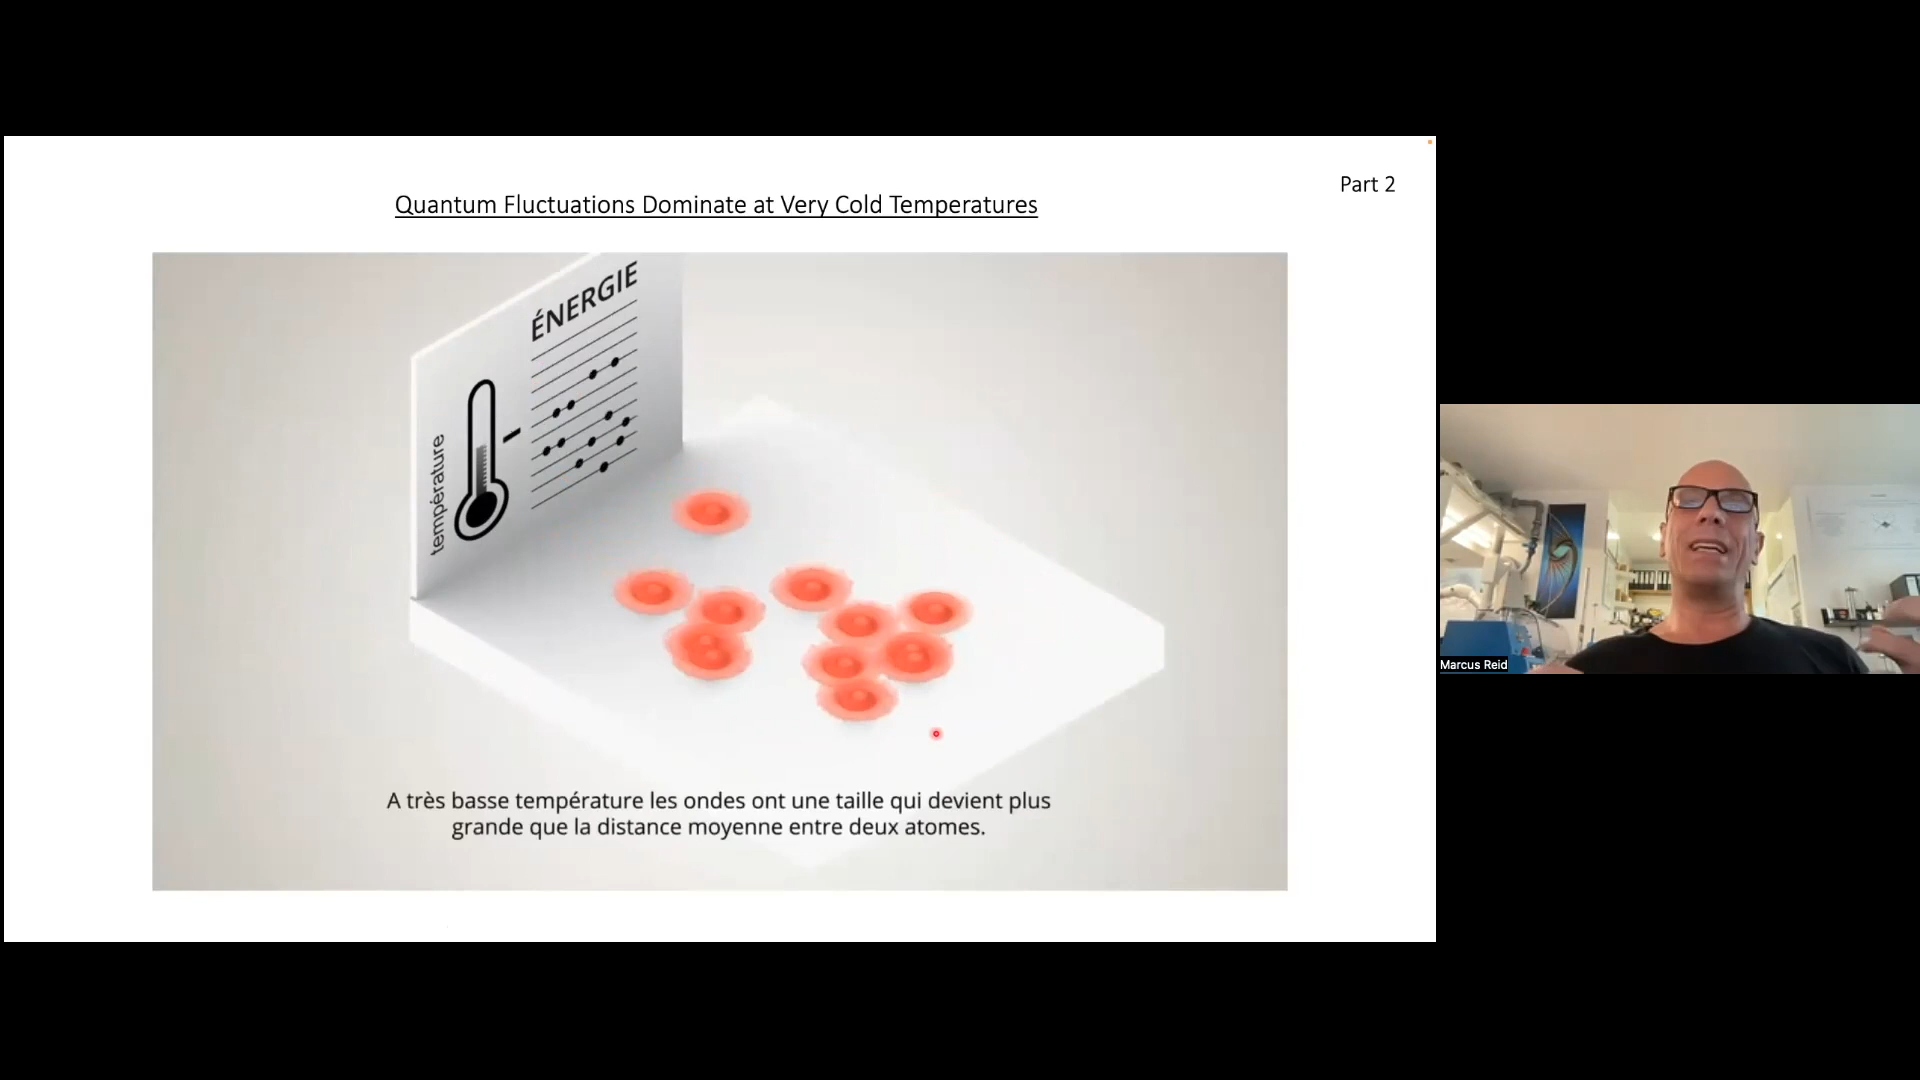 Part 2
Quantum Fluctuations Dominate at Very Cold Temperatures
ÉNERGIE
température
A très basse température les ondes ont une taille qui devient plus
grande que la distance moyenne entre deux atomes.
Marcus Reid